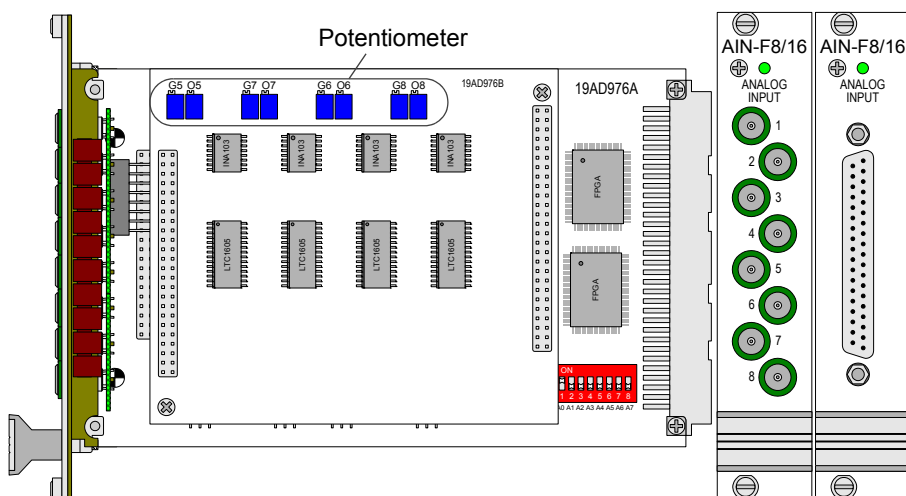 Potentiometer
G5 O5 G7 O7 G6 O6 G8 O8
19AD976B
19AD976A
INA103 INA103 INA103 INA103
LTC1605 LTC1605 LTC1605 LTC1605
FPGA
FPGA
ON
1 2 3 4 5 6 7 8
A0 A1 A2 A3 A4 A5 A6 A7
AIN-F8/16
ANALOG
INPUT
1
2
3
4
5
6
7
8
AIN-F8/16
ANALOG
INPUT